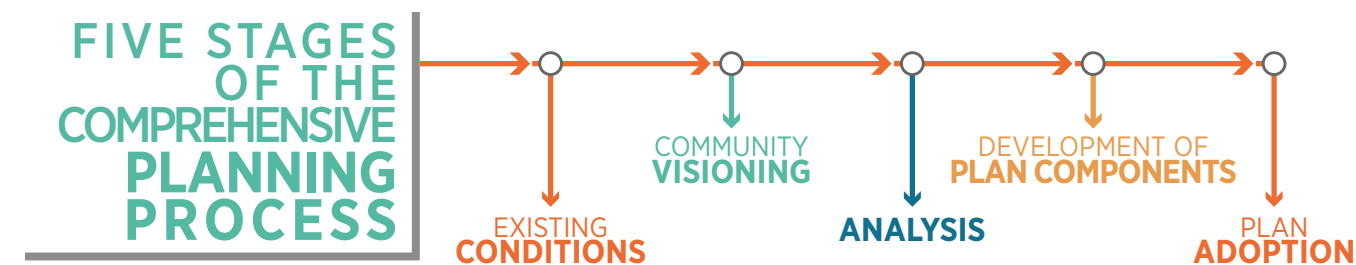 FIVE STAGES
OF THE
COMPREHENSIVE
PLANNING
PROCESS
EXISTING
CONDITIONS
COMMUNITY
VISIONING
ANALYSIS
DEVELOPMENT OF
PLAN COMPONENTS
PLAN
ADOPTION